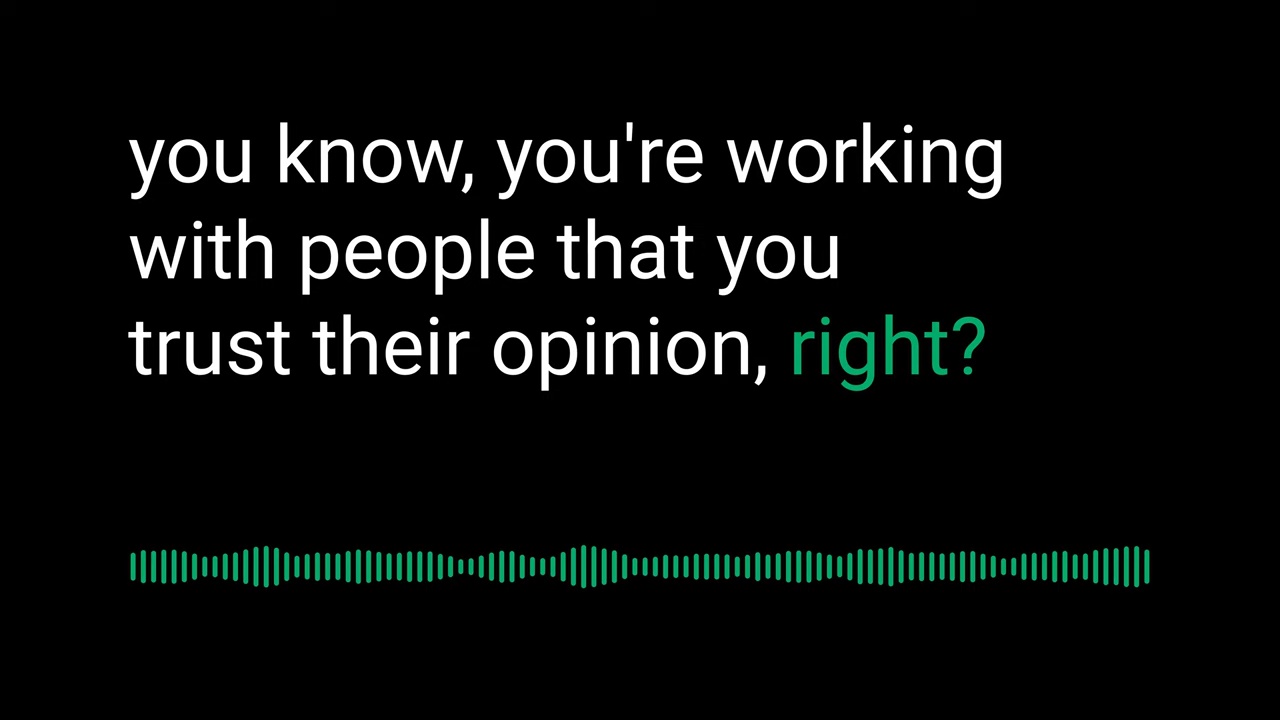 you know, you're working
with people that you
trust their opinion, right?